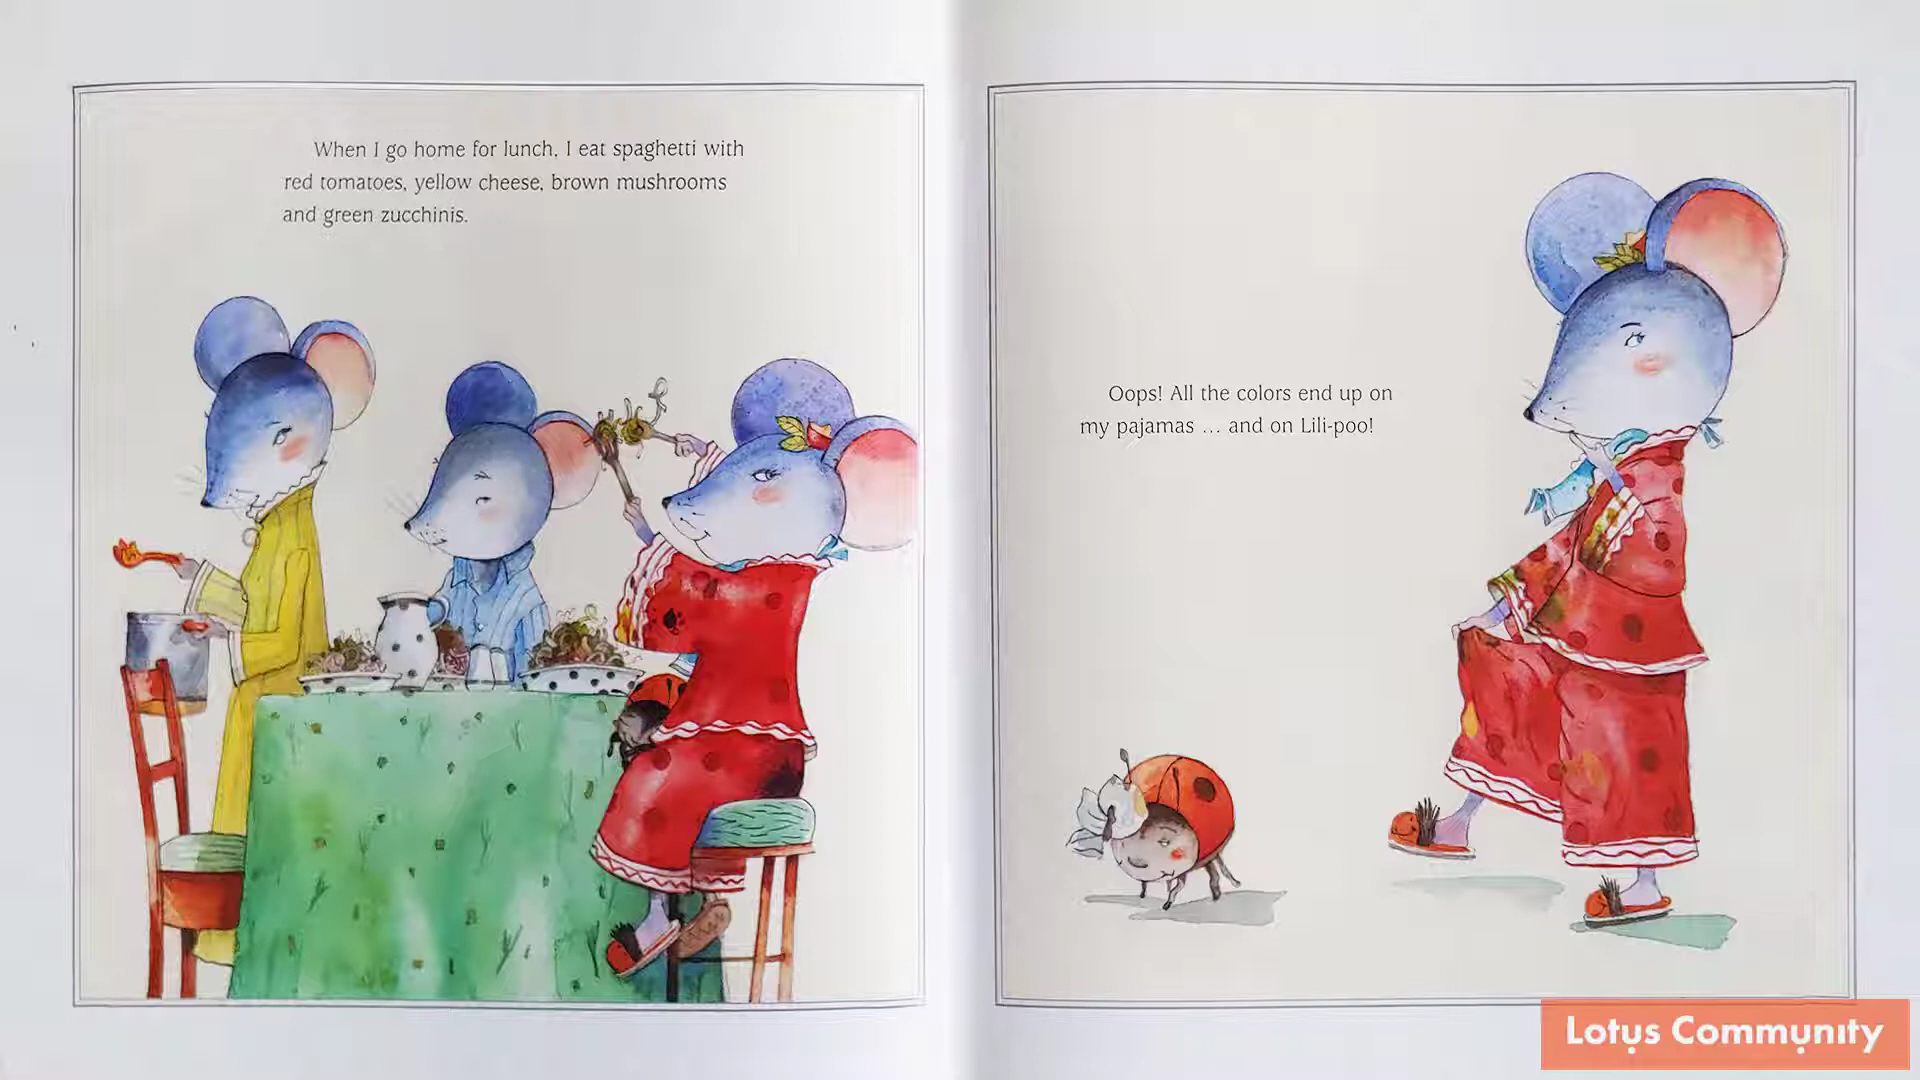 When I go home for lunch, I eat spaghetti with
red tomatoes, yellow cheese, brown mushrooms
and green zucchinis.
Oops! All the colors end up on
my pajamas ... and on Lili-poo!
Lotus Community